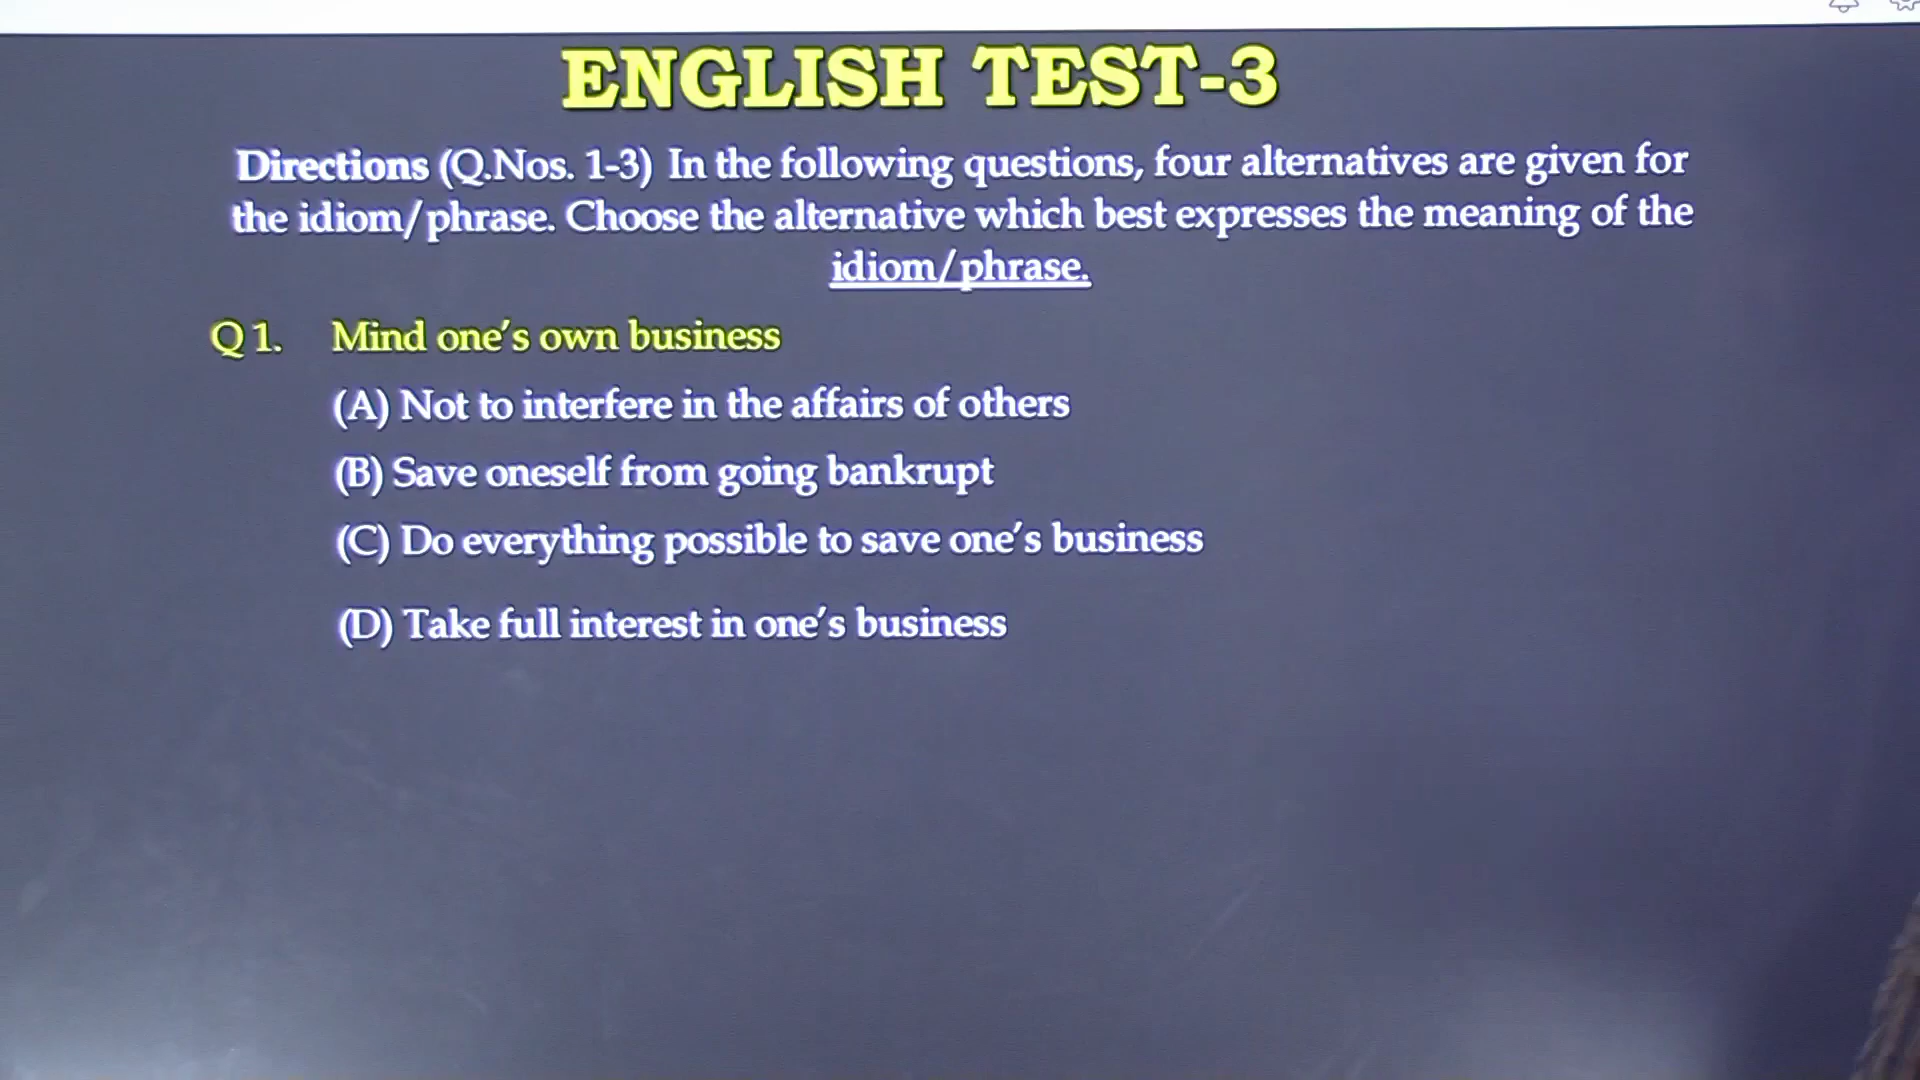 ENGLISH TEST-3
Directions (Q.Nos. 1-3) In the following questions, four alternatives are given for
the idiom/phrase. Choose the alternative which best expresses the meaning of the
idiom/phrase.
Q 1. Mind one's own business
(A) Not to interfere in the affairs of others
(B) Save oneself from going bankrupt
(C) Do everything possible to save one's business
(D) Take full interest in one's business